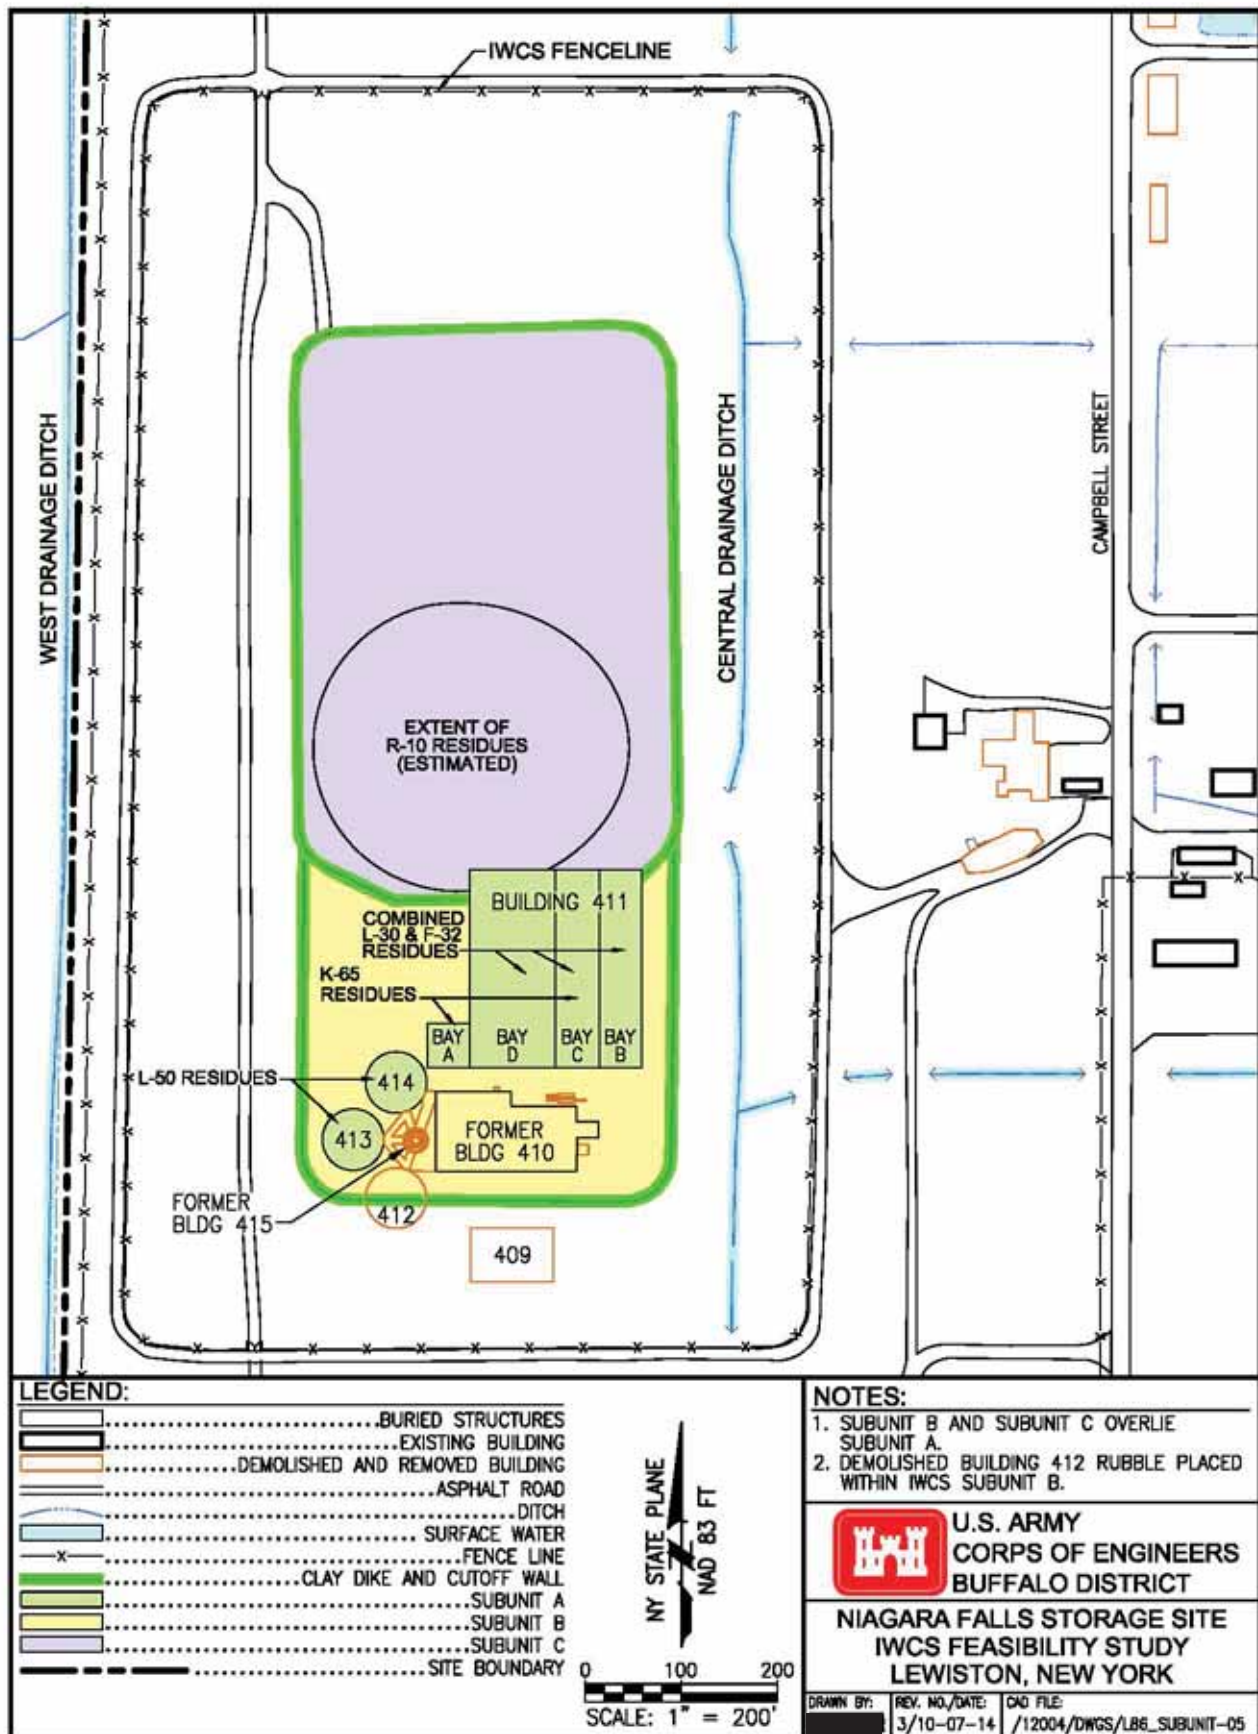 IWCS FENCELINE
WEST DRAINAGE DITCH
CENTRAL DRAINAGE DITCH
CAMPBELL STREET
EXTENT OF
R-10 RESIDUES
(ESTIMATED)
BUILDING 411
COMBINED
L-30 & F-32
RESIDUES
K-65
RESIDUES
BAY
A
BAY
D
BAY
C
BAY
B
L-50 RESIDUES
414
413
FORMER
BLDG 410
FORMER
BLDG 415
412
409
LEGEND:
BURIED STRUCTURES
EXISTING BUILDING
DEMOLISHED AND REMOVED BUILDING
ASPHALT ROAD
DITCH
SURFACE WATER
x FENCE LINE
CLAY DIKE AND CUTOFF WALL
SUBUNIT A
SUBUNIT B
SUBUNIT C
SITE BOUNDARY
NY STATE PLANE
NAD 83 FT
0 100 200
SCALE: 1" = 200'
NOTES:
1. SUBUNIT B AND SUBUNIT C OVERLIE
SUBUNIT A.
2. DEMOLISHED BUILDING 412 RUBBLE PLACED
WITHIN IWCS SUBUNIT B.
U.S. ARMY
CORPS OF ENGINEERS
BUFFALO DISTRICT
NIAGARA FALLS STORAGE SITE
IWCS FEASIBILITY STUDY
LEWISTON, NEW YORK
DRAWN BY: REV. NO./DATE: CAD FILE:
3/10-07-14 /12004/DWGS/L86_SUBUNIT-05